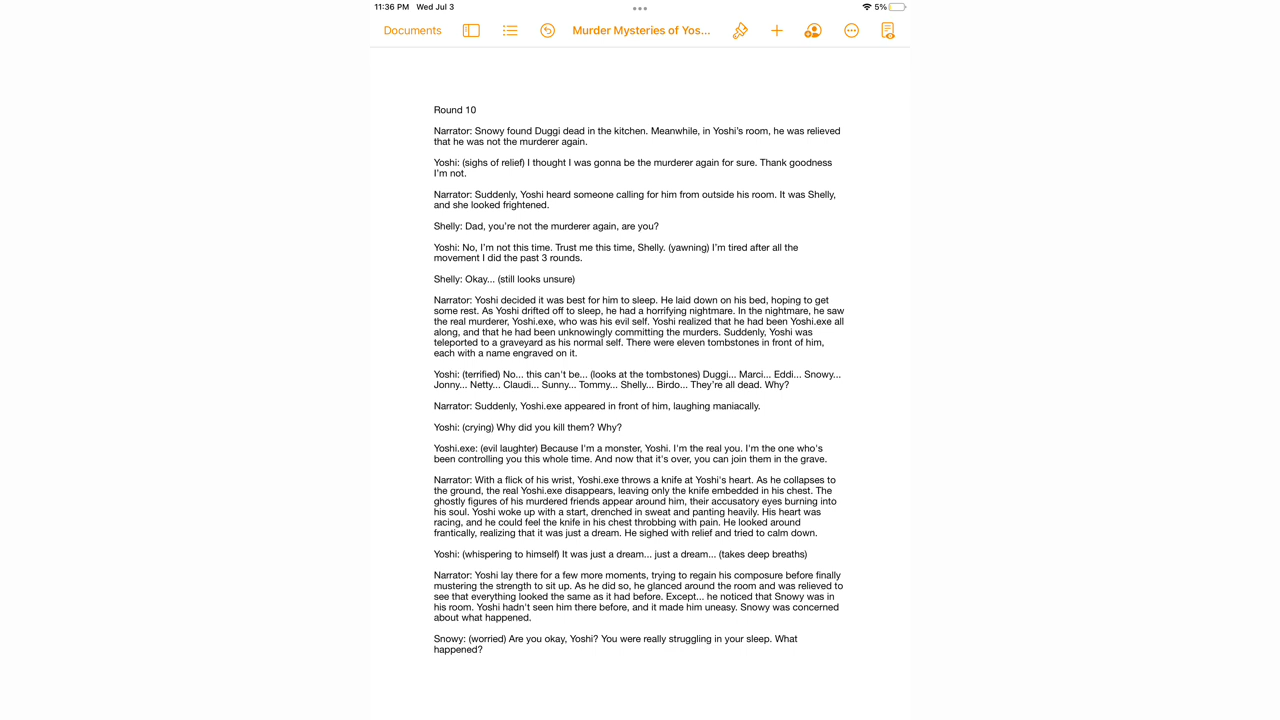 11:36 PM Wed Jul 3
5%
Documents
Murder Mysteries of Yos...
Round 10
Narrator: Snowy found Duggi dead in the kitchen. Meanwhile, in Yoshi's room, he was relieved
that he was not the murderer again.
Yoshi: (sighs of relief) I thought I was gonna be the murderer again for sure. Thank goodness
I'm not.
Narrator: Suddenly, Yoshi heard someone calling for him from outside his room. It was Shelly,
and she looked frightened.
Shelly: Dad, you're not the murderer again, are you?
Yoshi: No, I'm not this time. Trust me this time, Shelly. (yawning) I'm tired after all the
movement I did the past 3 rounds.
Shelly: Okay... (still looks unsure)
Narrator: Yoshi decided it was best for him to sleep. He laid down on his bed, hoping to get
some rest. As Yoshi drifted off to sleep, he had a horrifying nightmare. In the nightmare, he saw
the real murderer, Yoshi.exe, who was his evil self. Yoshi realized that he had been Yoshi.exe all
along, and that he had been unknowingly committing the murders. Suddenly, Yoshi was
teleported to a graveyard as his normal self. There were eleven tombstones in front of him,
each with a name engraved on it.
Yoshi: (terrified) No... this can't be... (looks at the tombstones) Duggi... Marci... Eddi... Snowy...
Jonny... Netty... Claudi... Sunny... Tommy... Shelly... Birdo... They're all dead. Why?
Narrator: Suddenly, Yoshi.exe appeared in front of him, laughing maniacally.
Yoshi: (crying) Why did you kill them? Why?
Yoshi.exe: (evil laughter) Because I'm a monster, Yoshi. I'm the real you. I'm the one who's
been controlling you this whole time. And now that it's over, you can join them in the grave.
Narrator: With a flick of his wrist, Yoshi.exe throws a knife at Yoshi's heart. As he collapses to
the ground, the real Yoshi.exe disappears, leaving only the knife embedded in his chest. The
ghostly figures of his murdered friends appear around him, their accusatory eyes burning into
his soul. Yoshi woke up with a start, drenched in sweat and panting heavily. His heart was
racing, and he could feel the knife in his chest throbbing with pain. He looked around
frantically, realizing that it was just a dream. He sighed with relief and tried to calm down.
Yoshi: (whispering to himself) It was just a dream... just a dream... (takes deep breaths)
Narrator: Yoshi lay there for a few more moments, trying to regain his composure before finally
mustering the strength to sit up. As he did so, he glanced around the room and was relieved to
see that everything looked the same as it had before. Except... he noticed that Snowy was in
his room. Yoshi hadn't seen him there before, and it made him uneasy. Snowy was concerned
about what happened.
Snowy: (worried) Are you okay, Yoshi? You were really struggling in your sleep. What
happened?